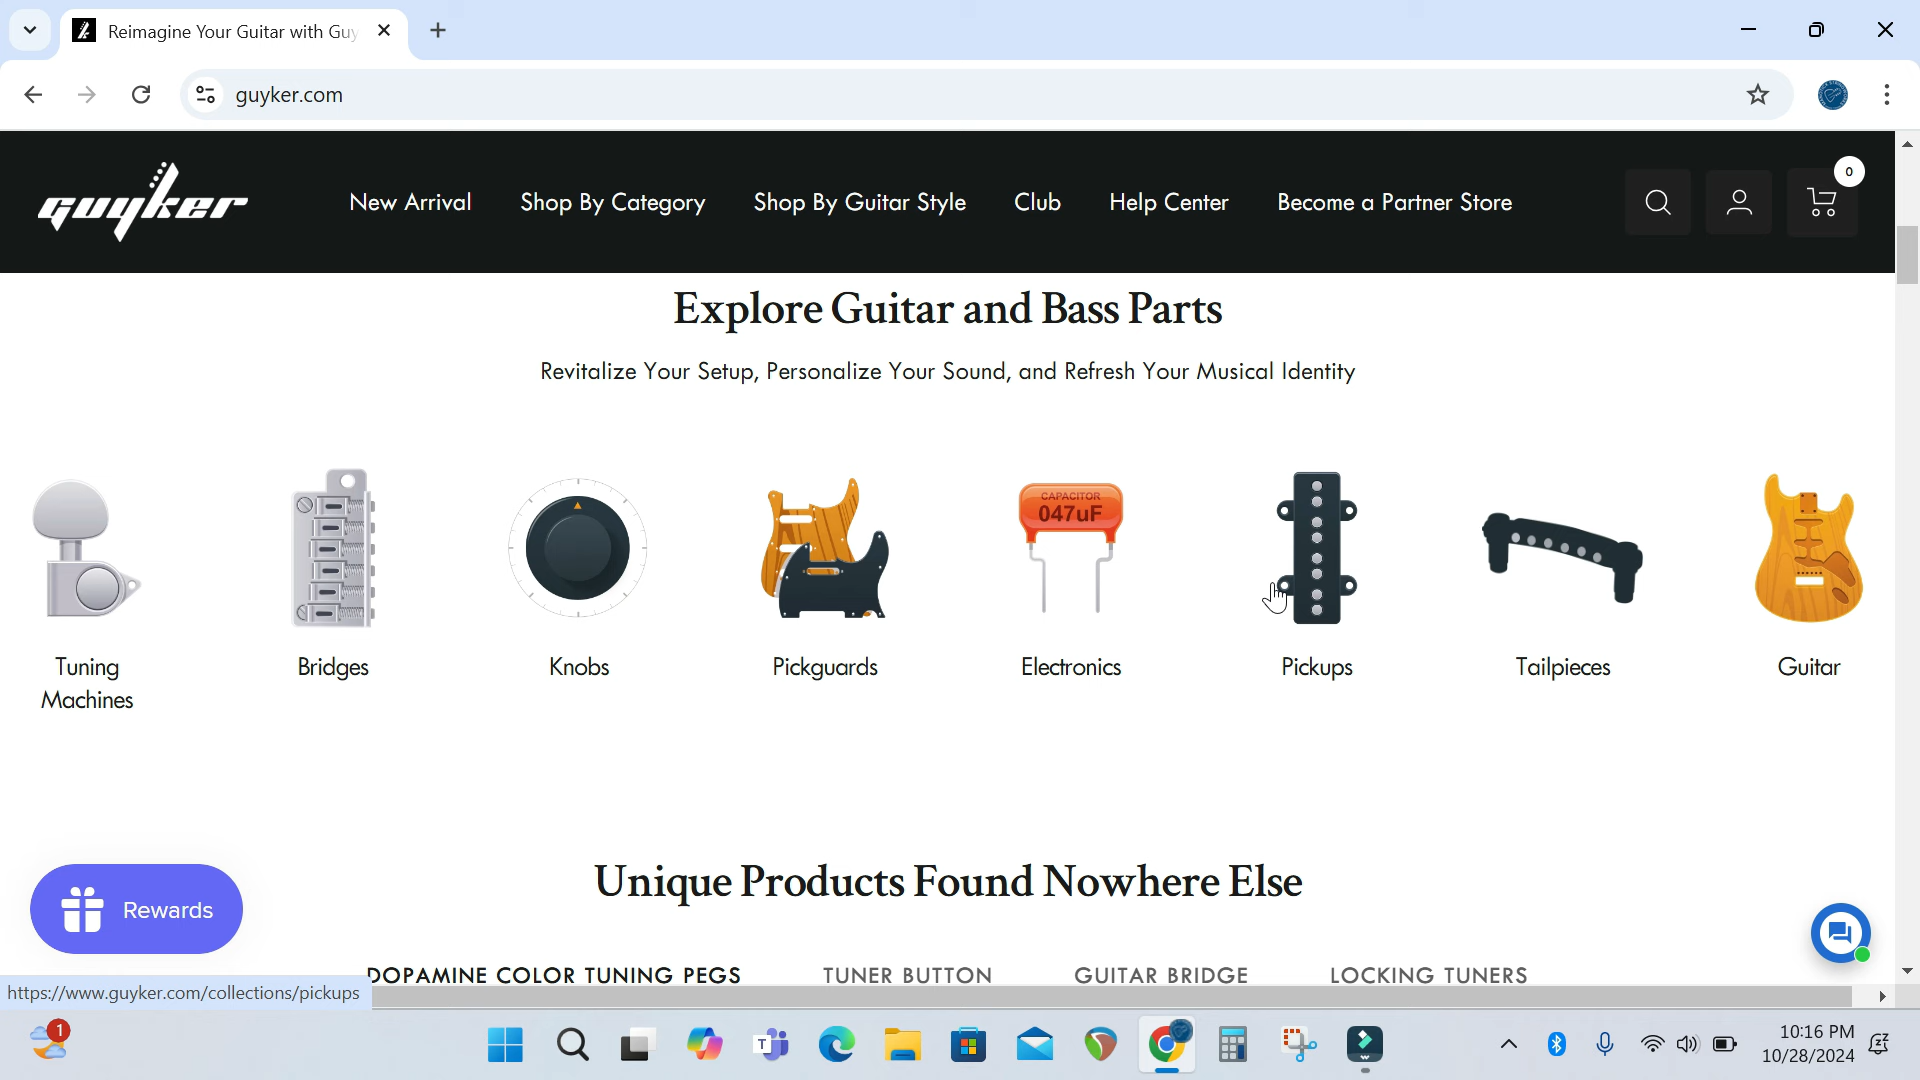 Reimagine Your Guitar with Guy
guyker.com
guyker
New Arrival
Shop By Category
Shop By Guitar Style
Club
Help Center
Become a Partner Store
0
Explore Guitar and Bass Parts
Revitalize Your Setup, Personalize Your Sound, and Refresh Your Musical Identity
CAPACITOR
047uF
Tuning
Machines
Bridges
Knobs
Pickguards
Electronics
Pickups
Tailpieces
Guitar
Unique Products Found Nowhere Else
Rewards
DOPAMINE COLOR TUNING PEGS
TUNER BUTTON
GUITAR BRIDGE
LOCKING TUNERS
https://www.guyker.com/collections/pickups
1
10:16 PM
10/28/2024